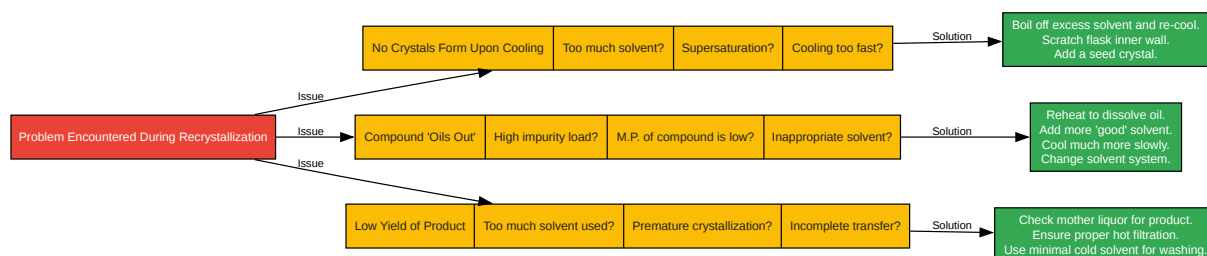 Problem Encountered During Recrystallization
Issue
No Crystals Form Upon Cooling
Too much solvent?
Supersaturation?
Cooling too fast?
Solution
Boil off excess solvent and re-cool.
Scratch flask inner wall.
Add a seed crystal.
Issue
Compound 'Oils Out'
High impurity load?
M.P. of compound is low?
Inappropriate solvent?
Solution
Reheat to dissolve oil.
Add more 'good' solvent.
Cool much more slowly.
Change solvent system.
Issue
Low Yield of Product
Too much solvent used?
Premature crystallization?
Incomplete transfer?
Solution
Check mother liquor for product.
Ensure proper hot filtration.
Use minimal cold solvent for washing.